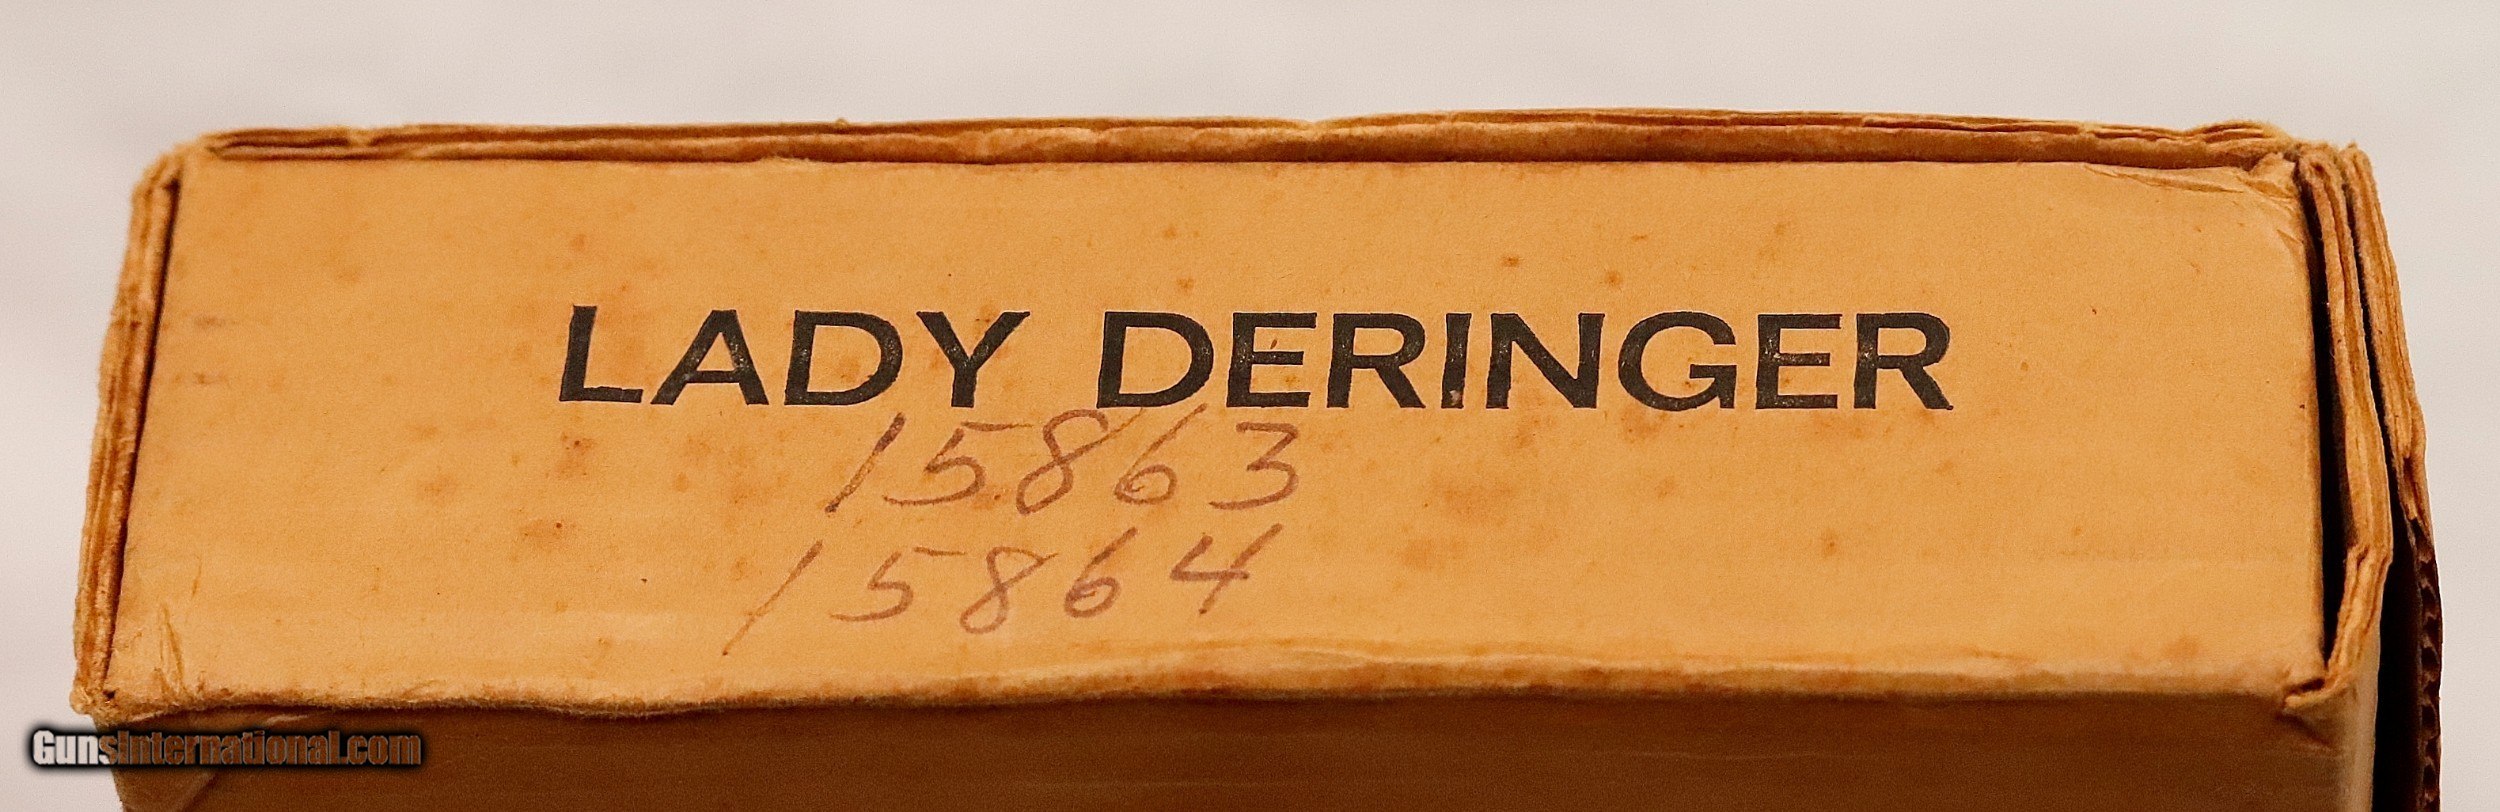 LADY DERINGER
15863
15864
GunsInternational.com